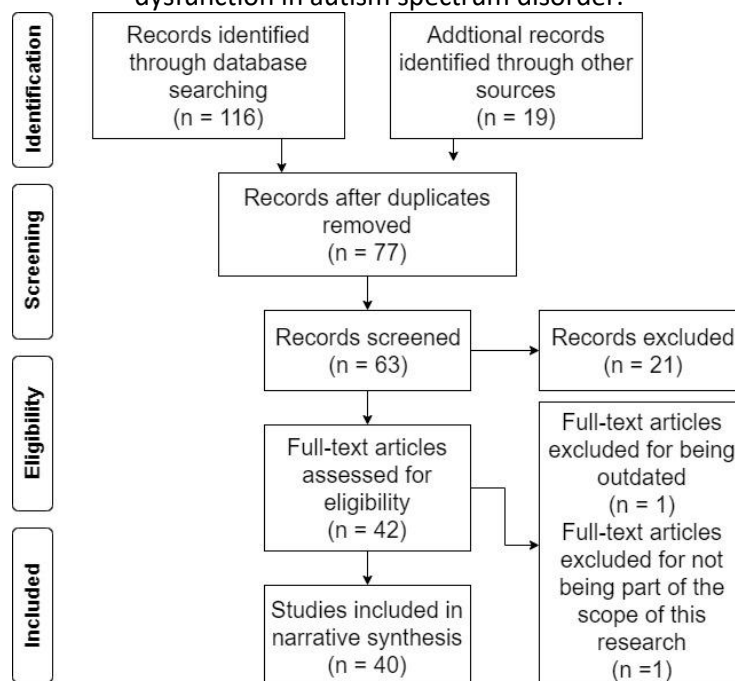 dysfunction in autism spectrum disorder.
Identification
Records identified
through database
searching
(n = 116)
Addtional records
identified through other
sources
(n = 19)
Screening
Records after duplicates
removed
(n = 77)
Records screened
(n = 63)
Records excluded
(n = 21)
Eligibility
Full-text articles
assessed for
eligibility
(n = 42)
Full-text articles
excluded for being
outdated
(n = 1)
Full-text articles
excluded for not
being part of the
scope of this
research
(n =1)
Included
Studies included in
narrative synthesis
(n = 40)